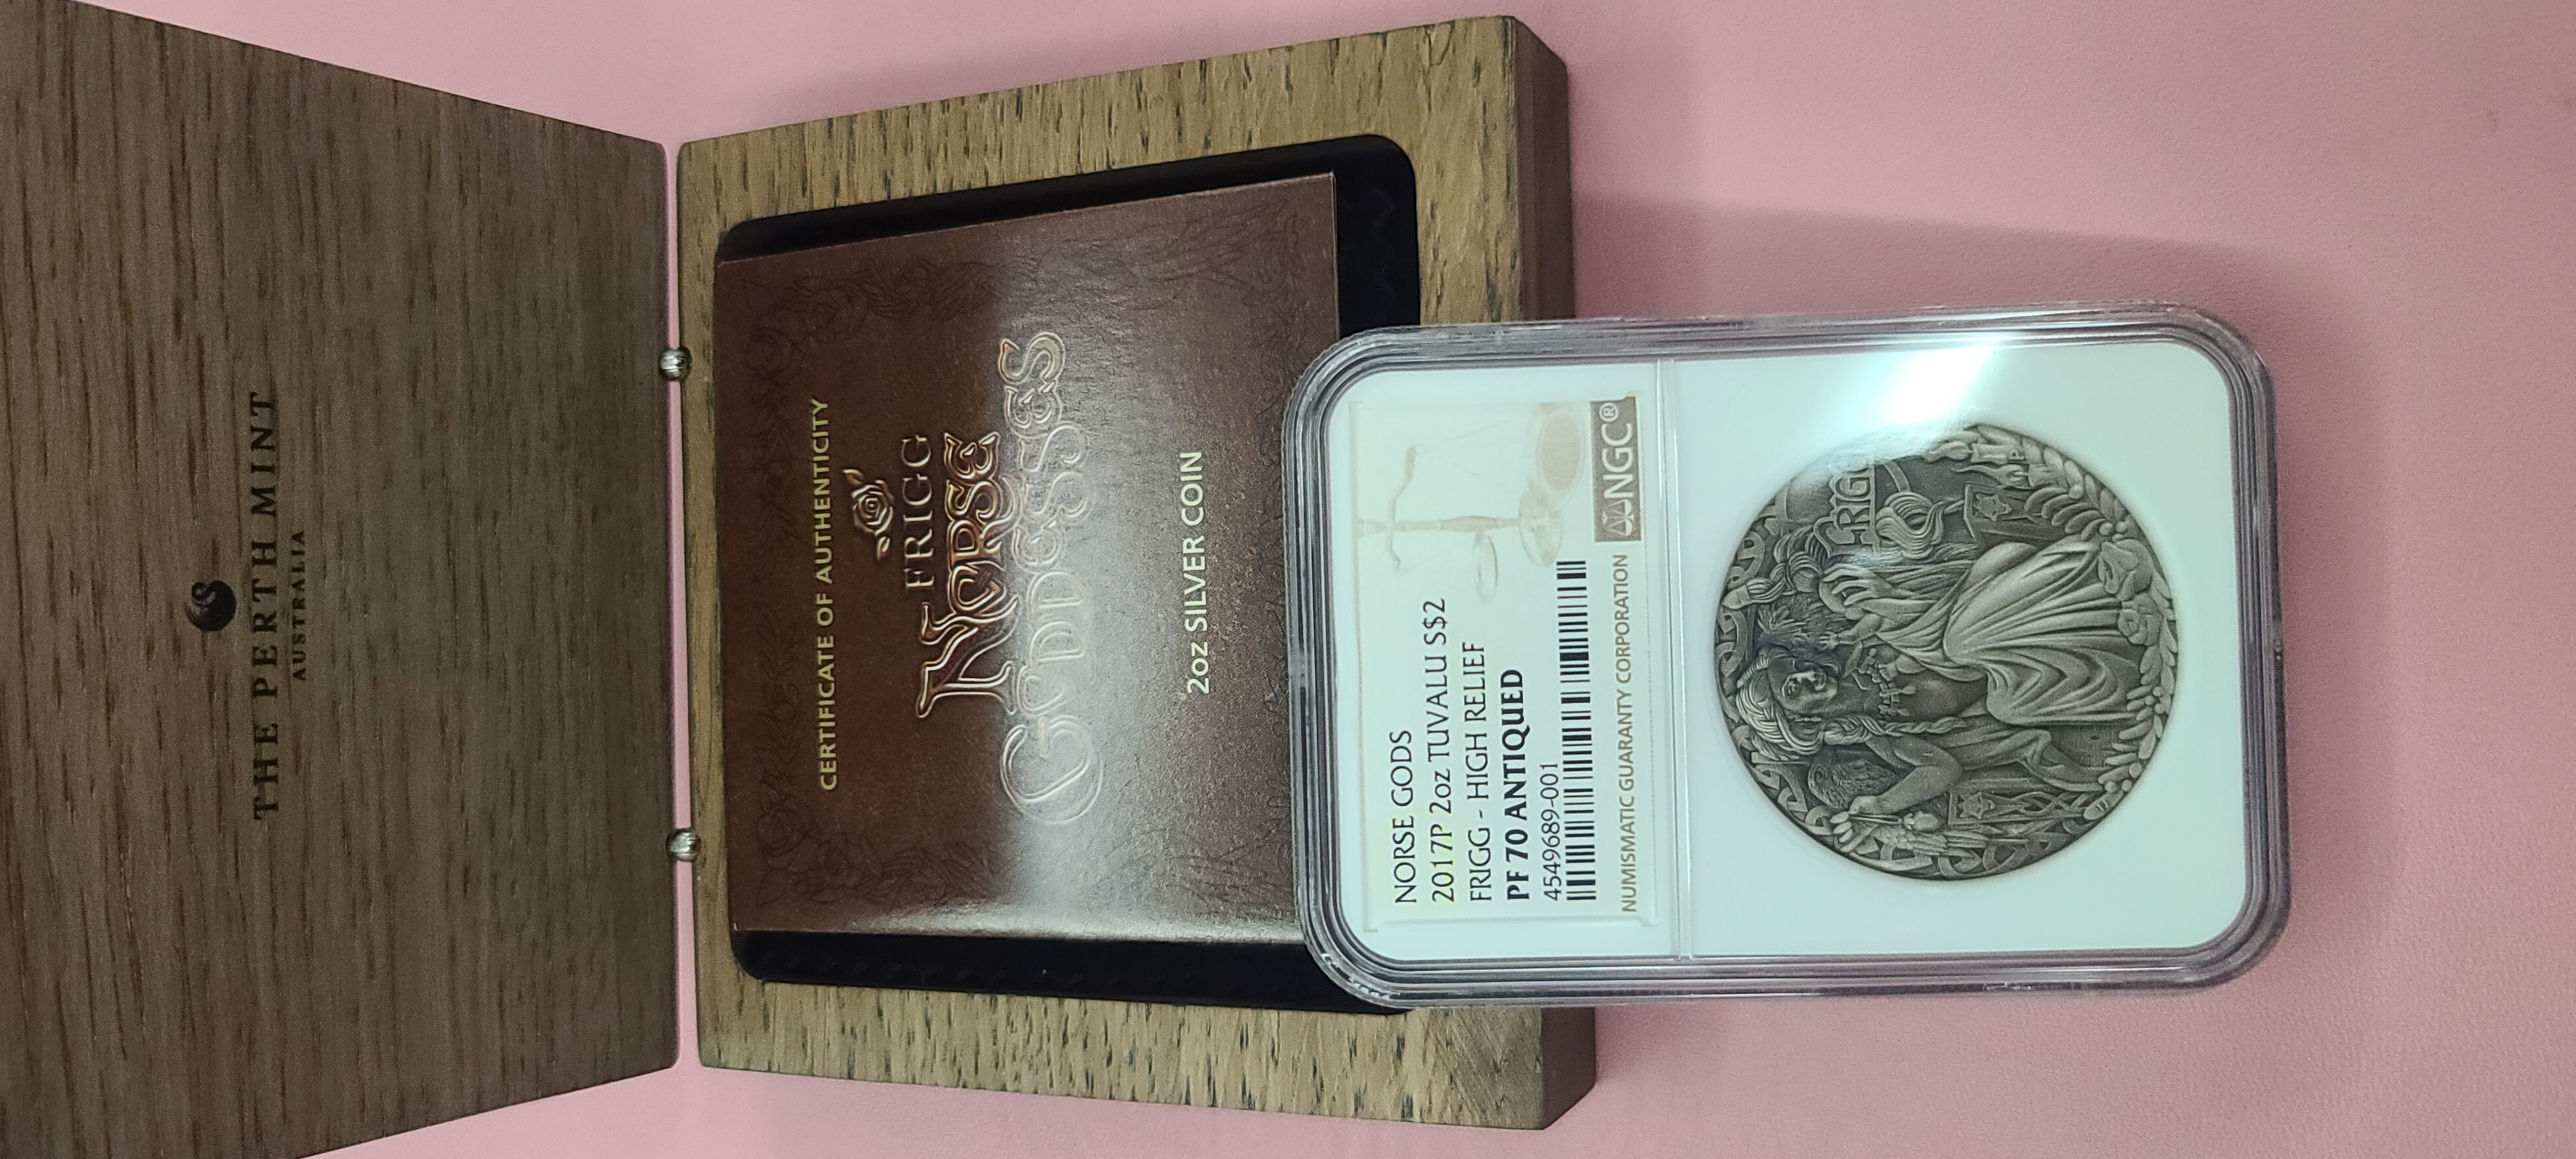 THE PERTH MINT
AUSTRALIA
CERTIFICATE OF AUTHENTICITY
FRIGG
NORSE
GODDESSES
2oz SILVER COIN
NORSE GODS
2017P 2oz TUVALU S$2
FRIGG - HIGH RELIEF
PF 70 ANTIQUED
4549689-001
NUMISMATIC GUARANTY CORPORATION NGC®
FRIGG